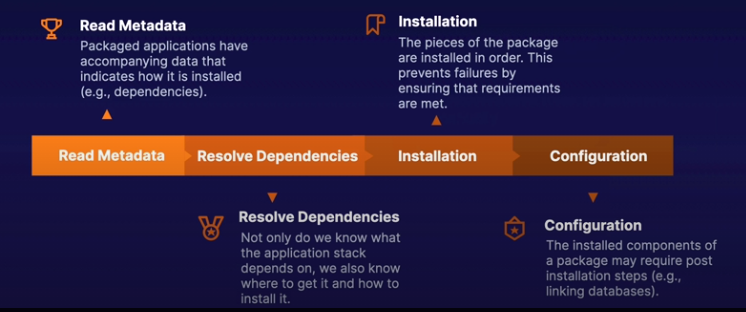 Read Metadata
Packaged applications have
accompanying data that
indicates how it is installed
(e.g., dependencies).
Installation
The pieces of the package
are installed in order. This
prevents failures by
ensuring that requirements
are met.
Read Metadata
Resolve Dependencies
Installation
Configuration
Resolve Dependencies
Not only do we know what
the application stack
depends on, we also know
where to get it and how to
install it.
Configuration
The installed components of
a package may require post
installation steps (e.g.,
linking databases).